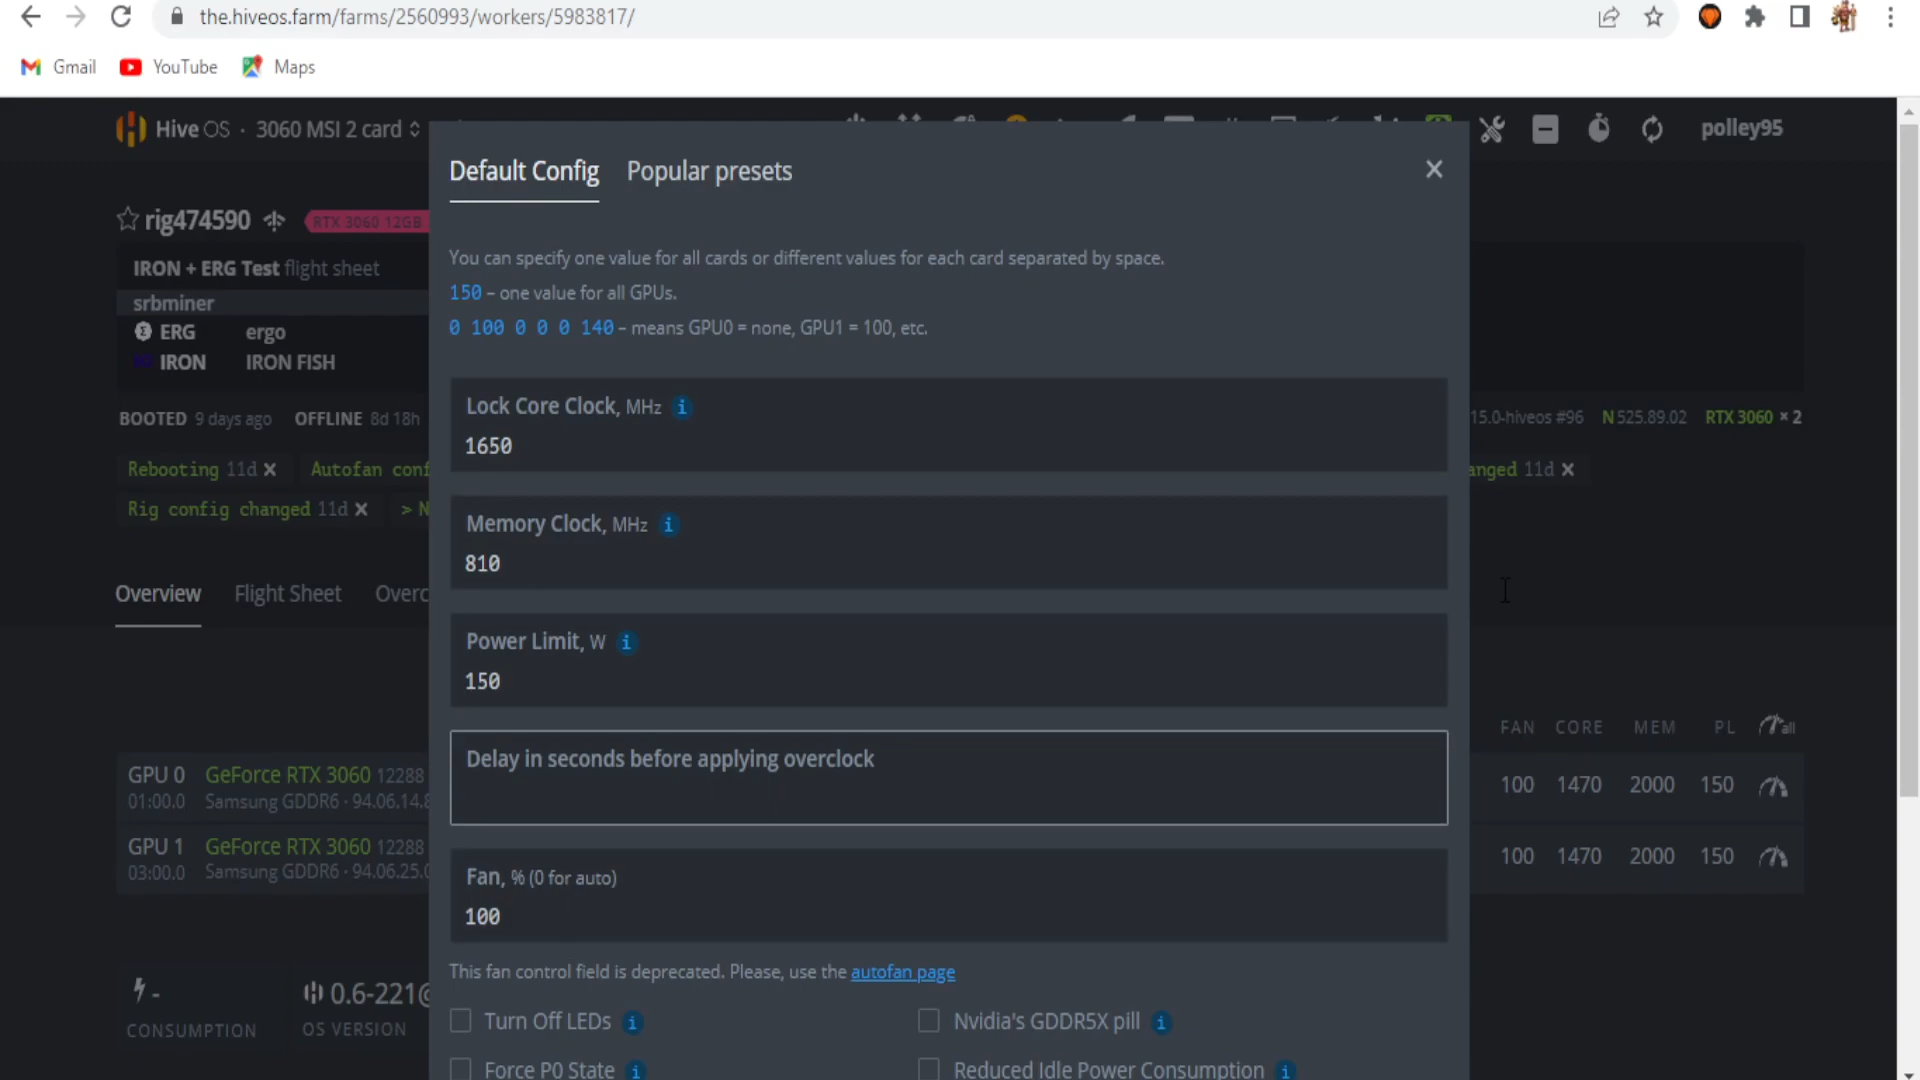 the.hiveos.farm/farms/2560993/workers/5983817/
Gmail YouTube Maps
Hive OS · 3060 MSI 2 card
polley95
Default Config Popular presets
rig474590 RTX 3060 12GB
You can specify one value for all cards or different values for each card separated by space.
IRON + ERG Test flight sheet
150 – one value for all GPUs.
srbminer
0 100 0 0 0 140 – means GPU0 = none, GPU1 = 100, etc.
ERG ergo
IRON IRON FISH
Lock Core Clock, MHz
1650
BOOTED 9 days ago OFFLINE 8d 18h
15.0-hiveos #96 N 525.89.02 RTX 3060 × 2
Rebooting 11d × Autofan conf
anged 11d ×
Rig config changed 11d × > N
Memory Clock, MHz
810
Overview Flight Sheet Overc
Power Limit, W
150
FAN CORE MEM PL all
Delay in seconds before applying overclock
GPU 0 GeForce RTX 3060 12288
01:00.0 Samsung GDDR6 · 94.06.14.8
100 1470 2000 150
GPU 1 GeForce RTX 3060 12288
03:00.0 Samsung GDDR6 · 94.06.25.0
100 1470 2000 150
Fan, % (0 for auto)
100
This fan control field is deprecated. Please, use the autofan page
- 0.6-221@
CONSUMPTION OS VERSION
Turn Off LEDs Nvidia's GDDR5X pill
Force P0 State Reduced Idle Power Consumption